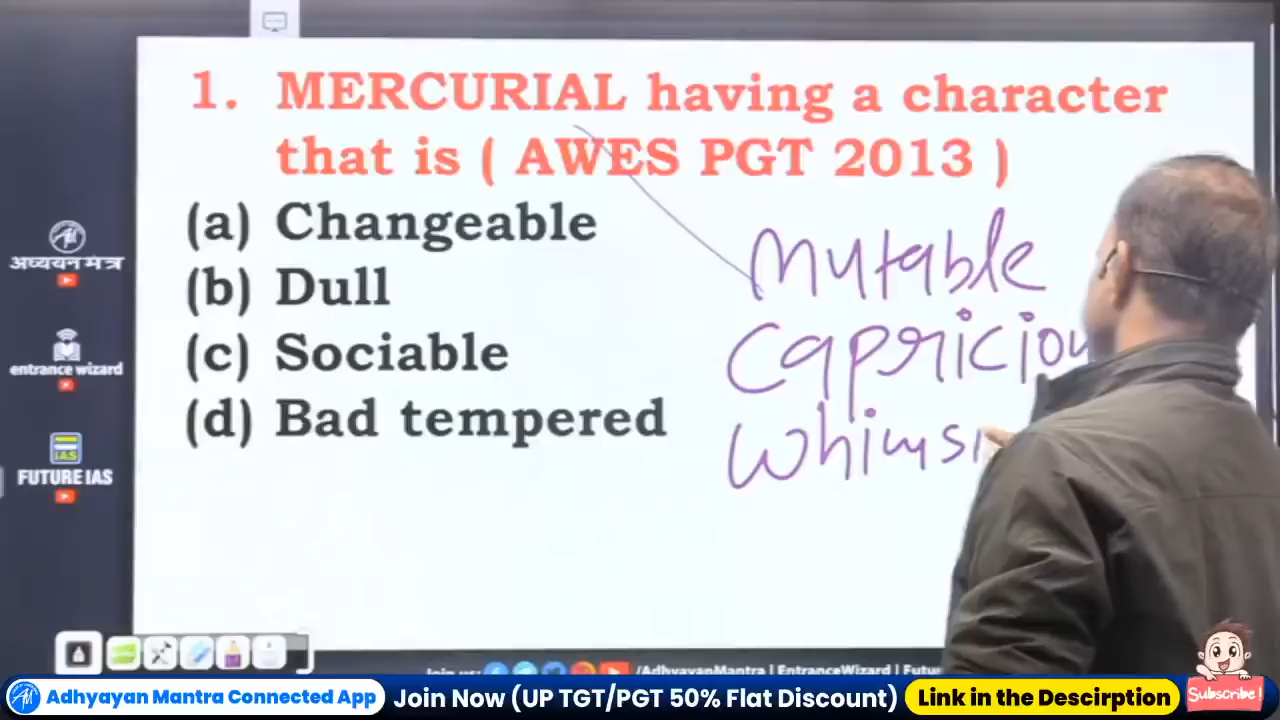 1. MERCURIAL having a character
that is ( AWES PGT 2013 )
(a) Changeable
(b) Dull
(c) Sociable
(d) Bad tempered
Mutable
अध्ययन मंत्र
entrance wizard
IAS
FUTURE IAS
/AdhyayanMantra | EntranceWizard |
Adhyayan Mantra Connected App
Join Now (UP TGT/PGT 50% Flat Discount)
Link in the Descirption
Subscribe!